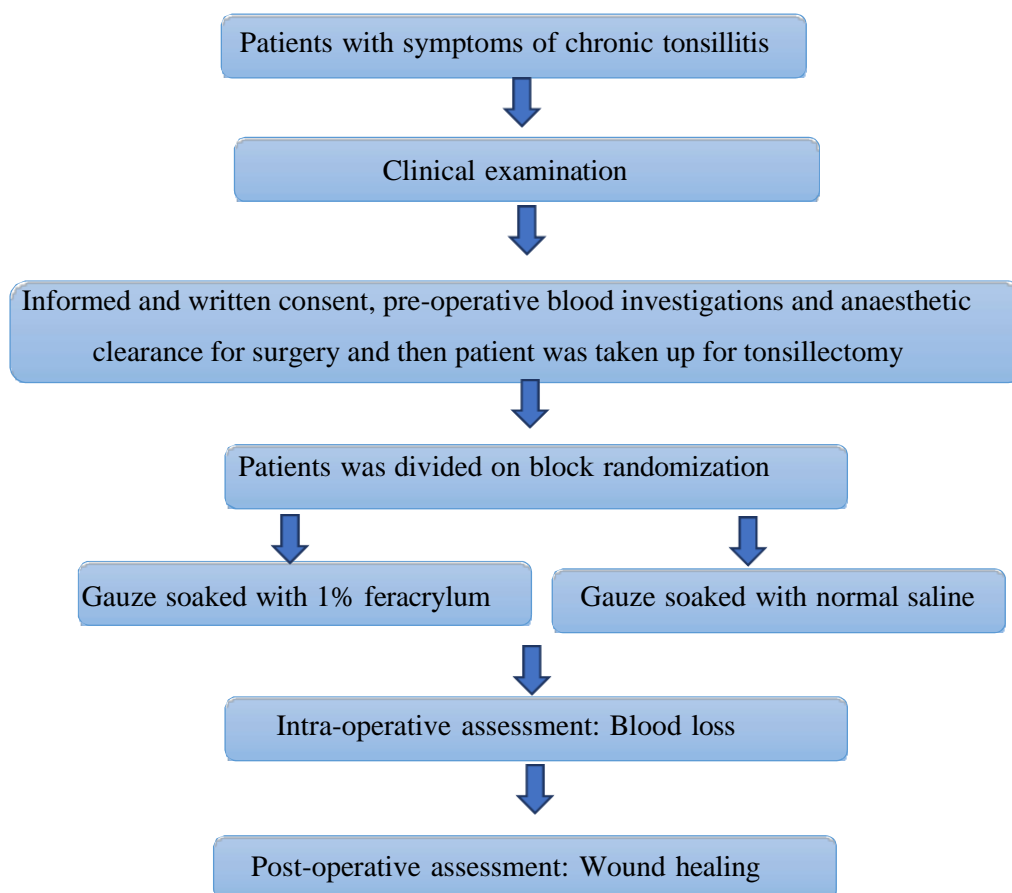 Patients with symptoms of chronic tonsillitis
Clinical examination
Informed and written consent, pre-operative blood investigations and anaesthetic
clearance for surgery and then patient was taken up for tonsillectomy
Patients was divided on block randomization
Gauze soaked with 1% feracrylum
Gauze soaked with normal saline
Intra-operative assessment: Blood loss
Post-operative assessment: Wound healing